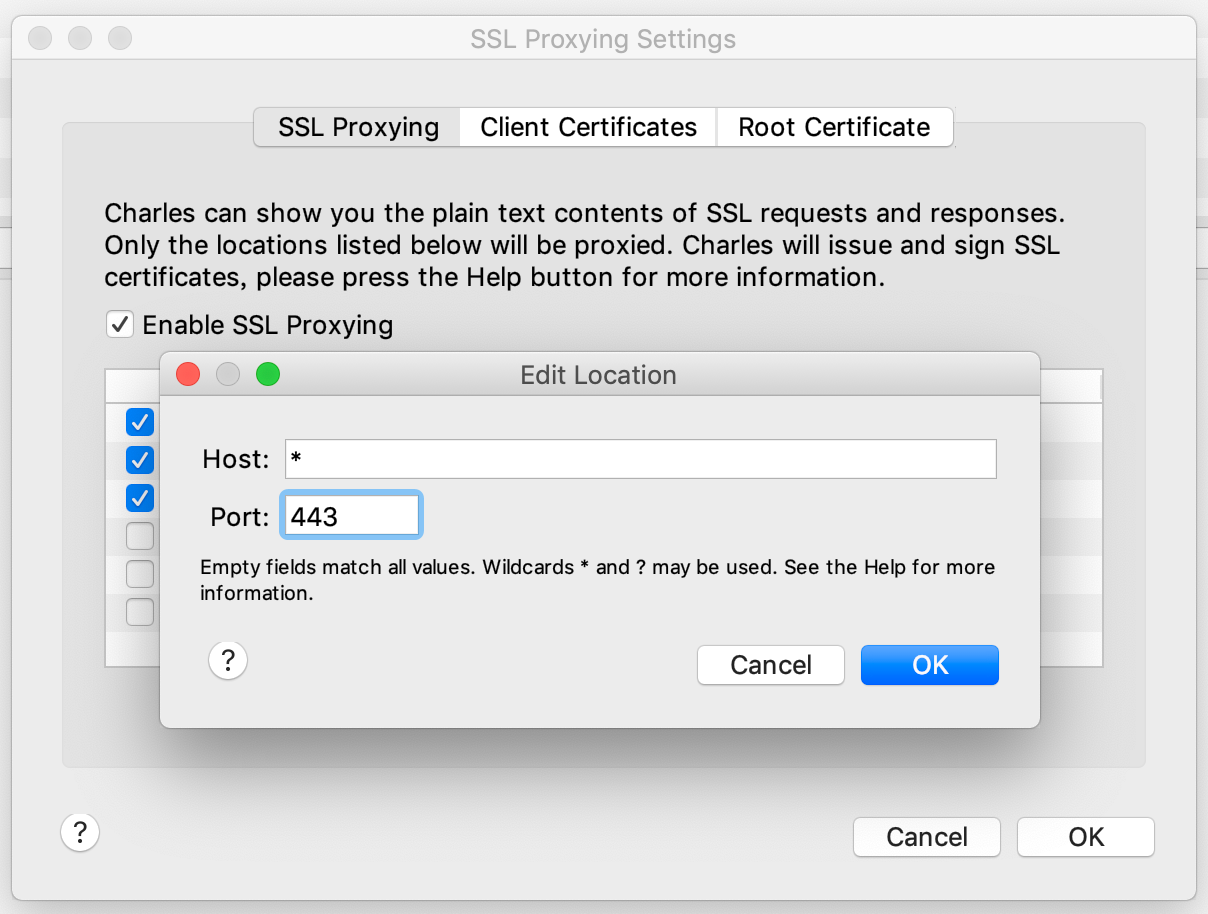 SSL Proxying Settings
SSL Proxying Client Certificates Root Certificate
Charles can show you the plain text contents of SSL requests and responses.
Only the locations listed below will be proxied. Charles will issue and sign SSL
certificates, please press the Help button for more information.
Enable SSL Proxying
Edit Location
Host: *
Port: 443
Empty fields match all values. Wildcards * and ? may be used. See the Help for more
information.
? Cancel OK
? Cancel OK